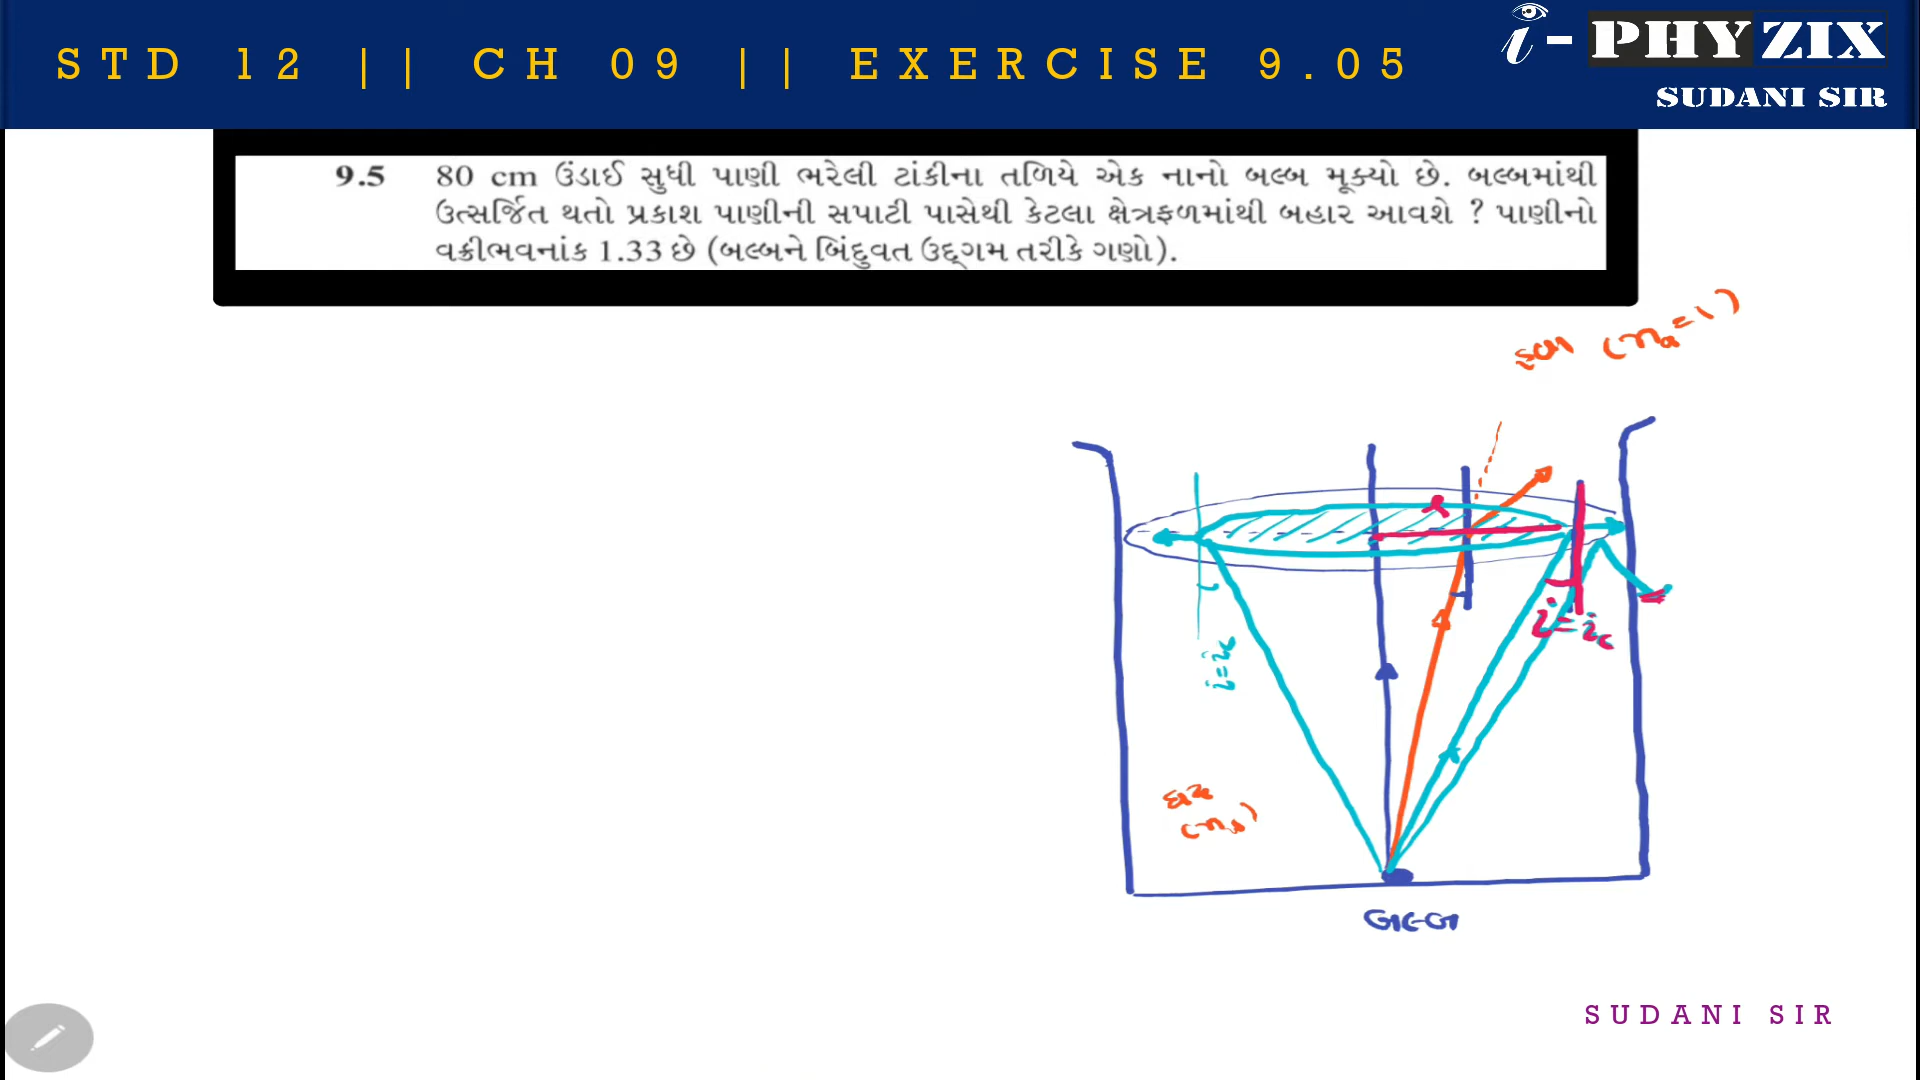 STD 12 || CH 09 || EXERCISE 9.05
i-PHYZIX
SUDANI SIR
9.5 80 cm ઉંડાઈ સુધી પાણી ભરેલી ટાંકીના તળિયે એક નાનો બલ્બ મૂક્યો છે. બલ્બમાંથી
ઉત્સર્જિત થતો પ્રકાશ પાણીની સપાટી પાસેથી કેટલા ક્ષેત્રફળમાંથી બહાર આવશે ? પાણીનો
વક્રીભવનાંક 1.33 છે (બલ્બને બિંદુવત ઉદ્ગમ તરીકે ગણો).
હવા (na=1)
i=ic
i=ic
બલ્બ
SUDANI SIR